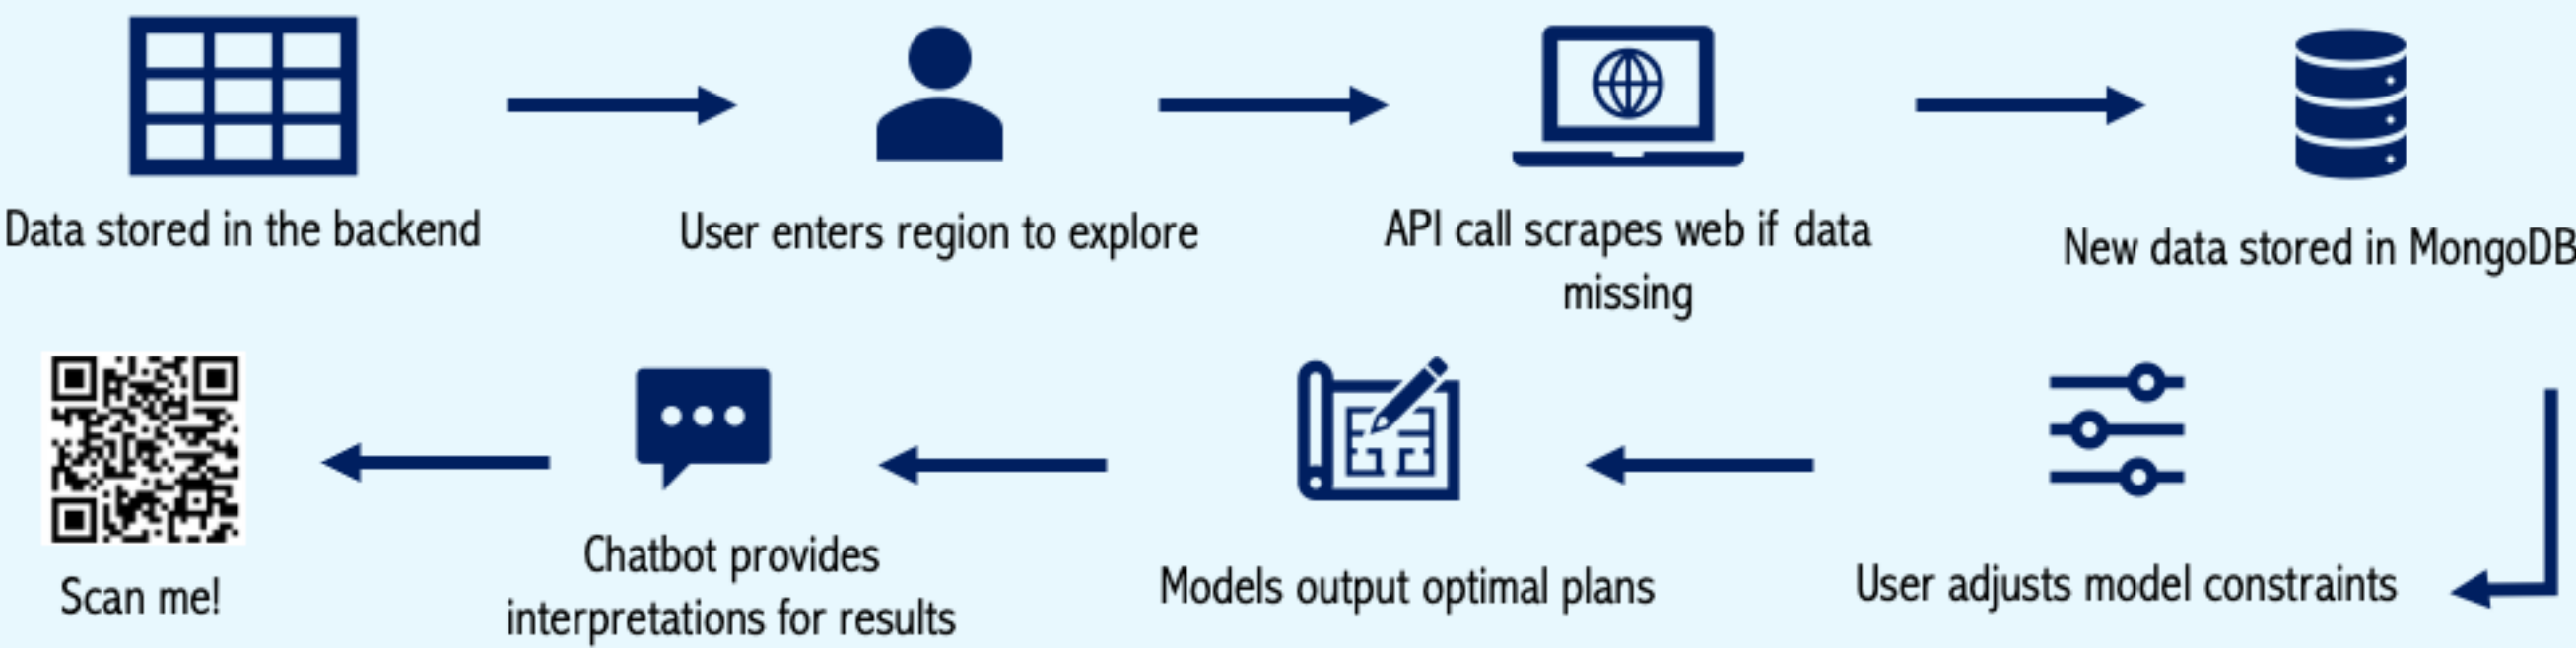 Data stored in the backend
User enters region to explore
API call scrapes web if data
missing
New data stored in MongoDB
User adjusts model constraints
Models output optimal plans
Chatbot provides
interpretations for results
Scan me!